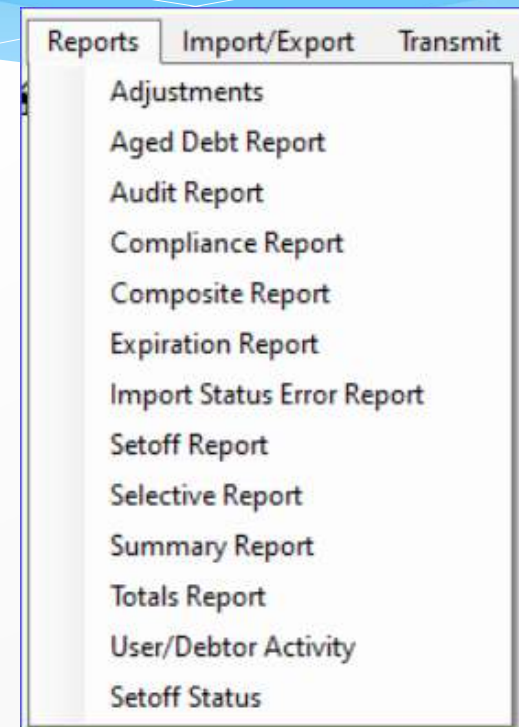 Reports Import/Export Transmit
Adjustments
Aged Debt Report
Audit Report
Compliance Report
Composite Report
Expiration Report
Import Status Error Report
Setoff Report
Selective Report
Summary Report
Totals Report
User/Debtor Activity
Setoff Status